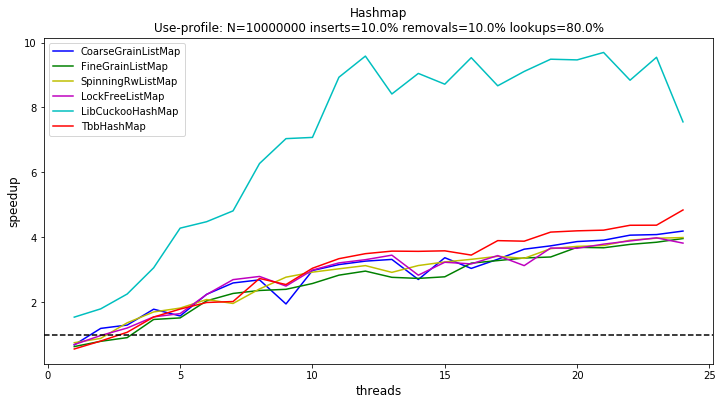 Hashmap
Use-profile: N=10000000 inserts=10.0% removals=10.0% lookups=80.0%
CoarseGrainListMap
FineGrainListMap
SpinningRwListMap
LockFreeListMap
LibCuckooHashMap
TbbHashMap
speedup
10
8
6
4
2
0 5 10 15 20 25
threads